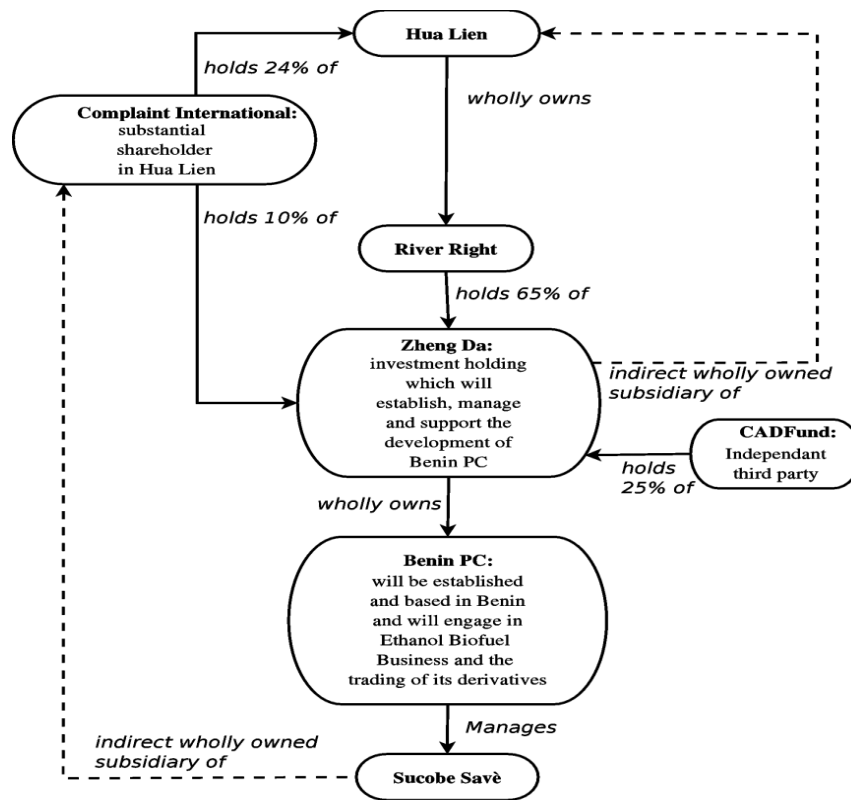 Hua Lien
holds 24% of
wholly owns
Complaint International:
substantial
shareholder
in Hua Lien
holds 10% of
River Right
holds 65% of
Zheng Da:
investment holding
which will
establish, manage
and support the
development of
Benin PC
indirect wholly owned
subsidiary of
CADFund:
Independant
third party
holds
25% of
wholly owns
Benin PC:
will be established
and based in Benin
and will engage in
Ethanol Biofuel
Business and the
trading of its derivatives
Manages
indirect wholly owned
subsidiary of
Sucobe Savè